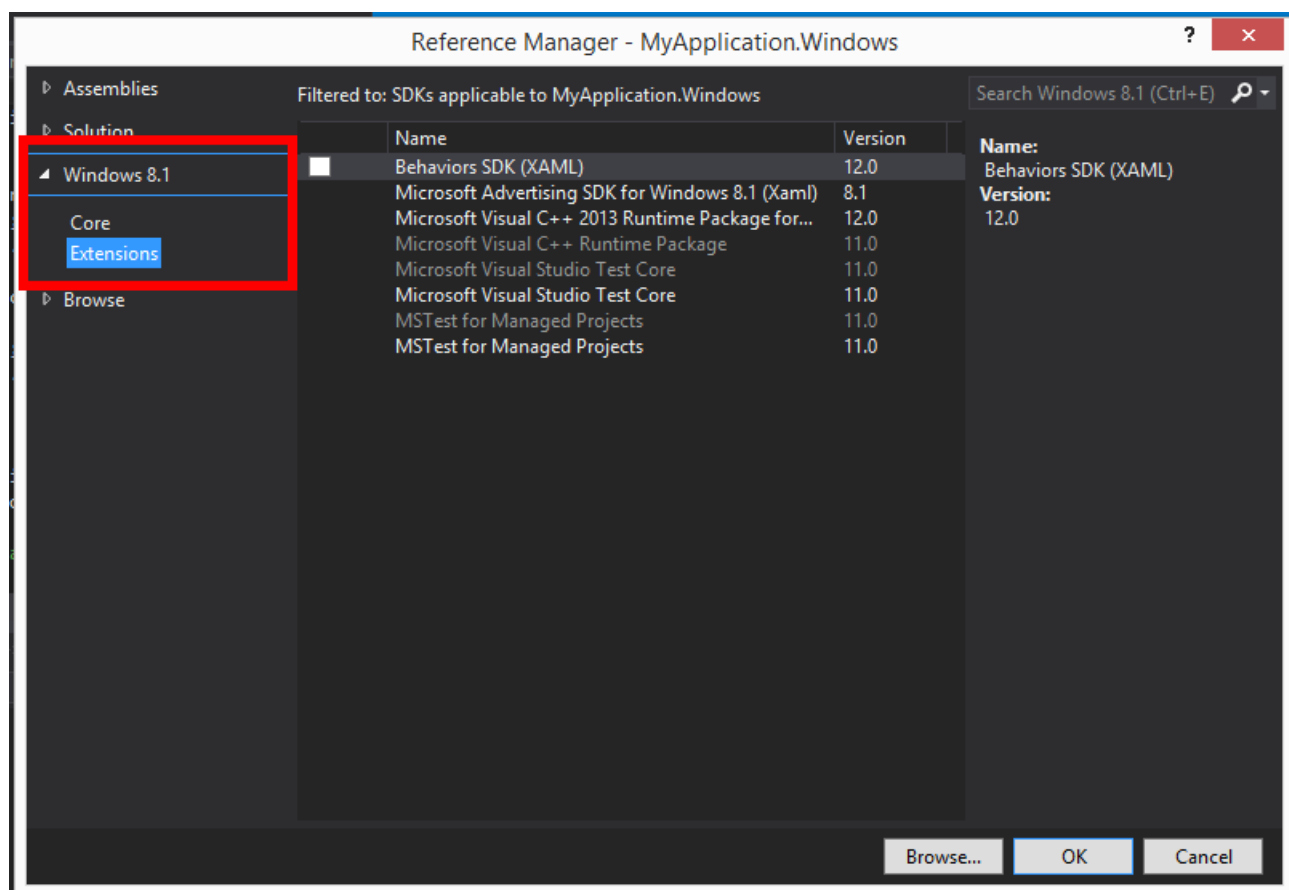 Reference Manager - MyApplication.Windows
?
Assemblies
Filtered to: SDKs applicable to MyApplication.Windows
Search Windows 8.1 (Ctrl+E)
Solution
Windows 8.1
Core
Extensions
Browse
Name Version
Behaviors SDK (XAML) 12.0
Microsoft Advertising SDK for Windows 8.1 (Xaml) 8.1
Microsoft Visual C++ 2013 Runtime Package for... 12.0
Microsoft Visual C++ Runtime Package 11.0
Microsoft Visual Studio Test Core 11.0
Microsoft Visual Studio Test Core 11.0
MSTest for Managed Projects 11.0
MSTest for Managed Projects 11.0
Name:
Behaviors SDK (XAML)
Version:
12.0
Browse... OK Cancel